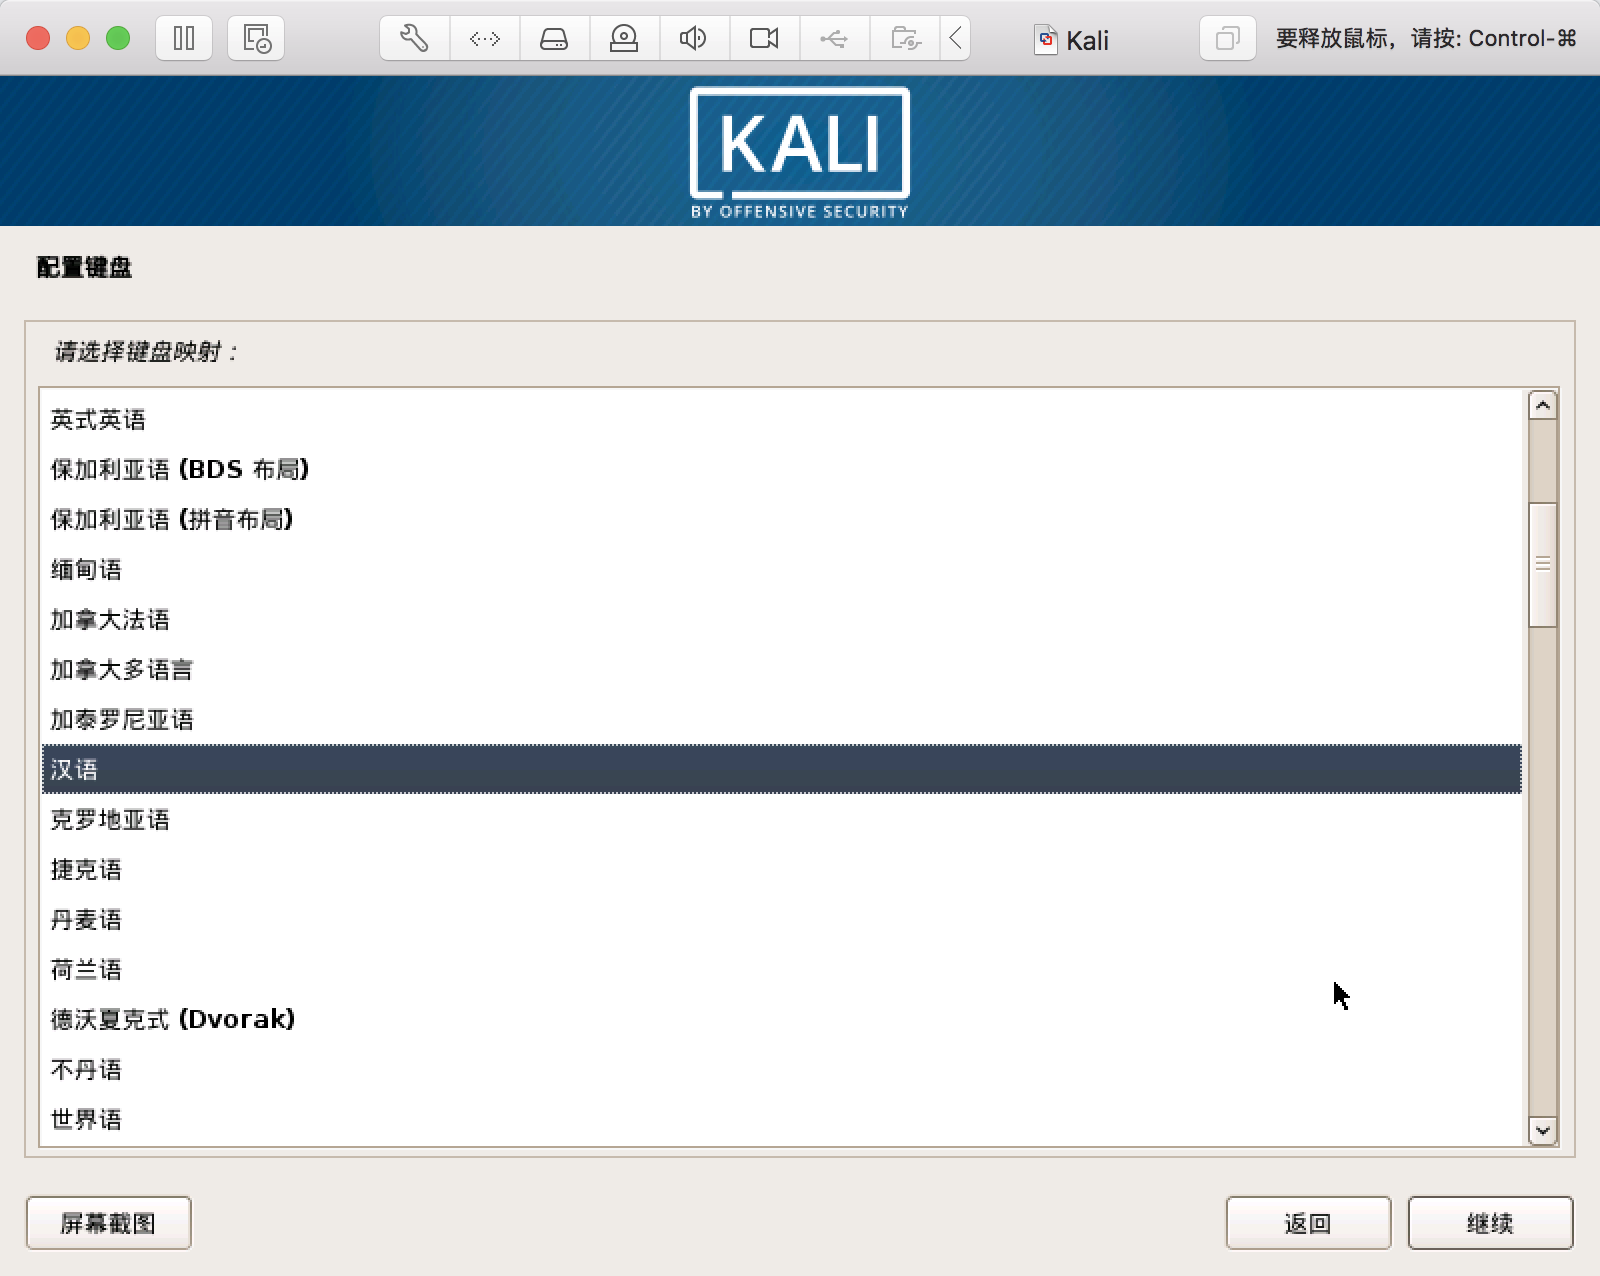 Kali
要释放鼠标，请按: Control-⌘
KALI
BY OFFENSIVE SECURITY
配置键盘
请选择键盘映射：
英式英语
保加利亚语 (BDS 布局)
保加利亚语 (拼音布局)
缅甸语
加拿大法语
加拿大多语言
加泰罗尼亚语
汉语
克罗地亚语
捷克语
丹麦语
荷兰语
德沃夏克式 (Dvorak)
不丹语
世界语
屏幕截图
返回
继续